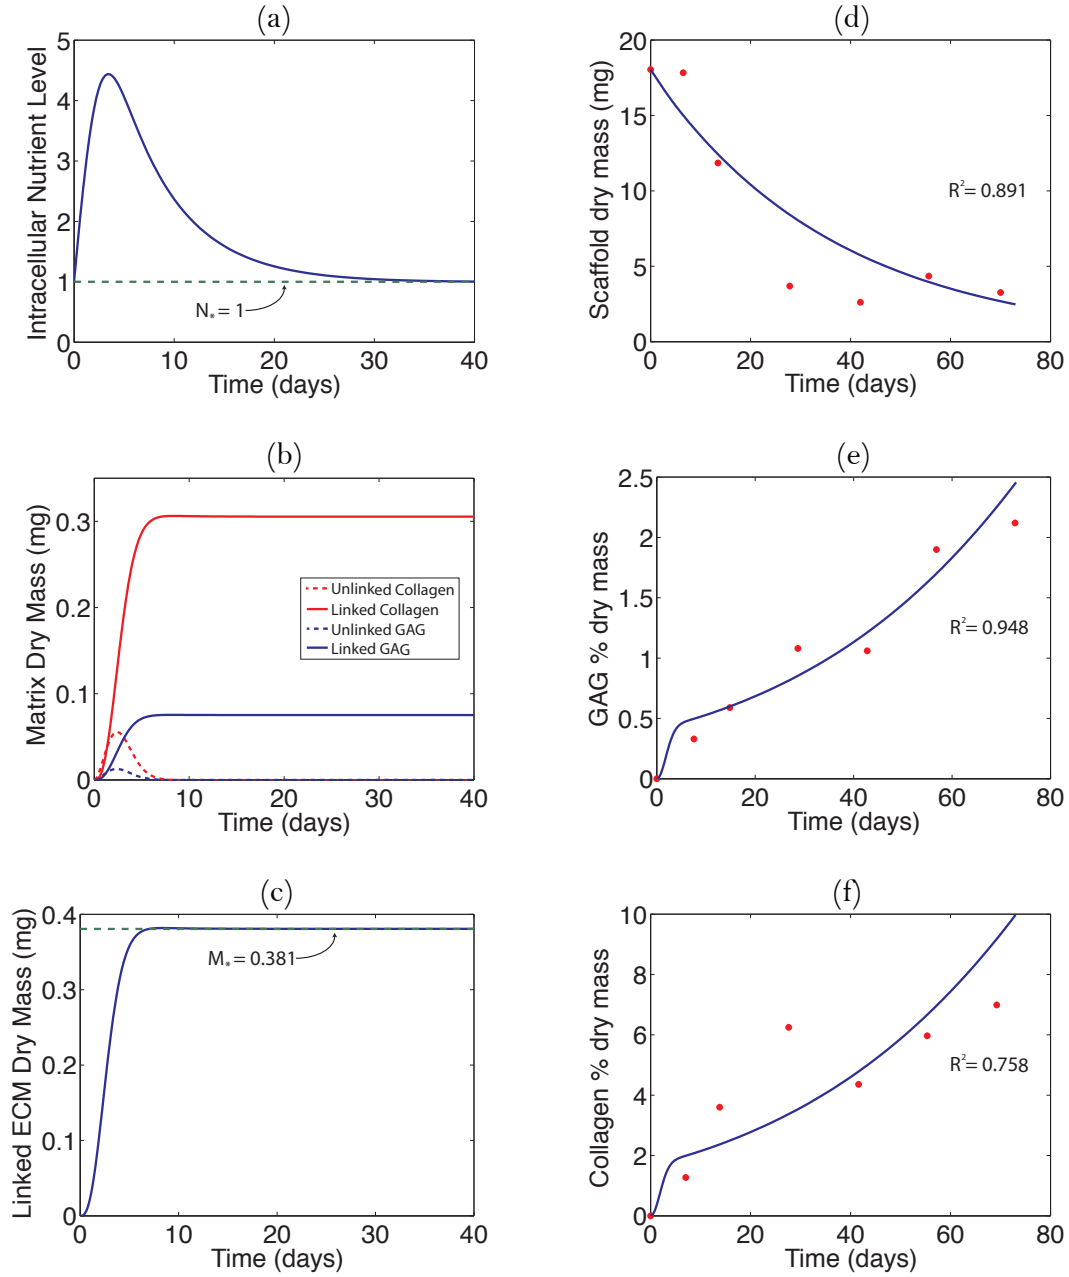 (a)
Intracellular Nutrient Level
5
4
3
2
1
0
N* = 1
0 10 20 30 40
Time (days)
(b)
Matrix Dry Mass (mg)
0.3
0.2
0.1
0
Unlinked Collagen
Linked Collagen
Unlinked GAG
Linked GAG
0 10 20 30 40
Time (days)
(c)
Linked ECM Dry Mass (mg)
0.4
0.3
0.2
0.1
0
M* = 0.381
0 10 20 30 40
Time (days)
(d)
Scaffold dry mass (mg)
20
15
10
5
0
R²= 0.891
0 20 40 60 80
Time (days)
(e)
GAG % dry mass
2.5
2
1.5
1
0.5
0
R²= 0.948
0 20 40 60 80
Time (days)
(f)
Collagen % dry mass
10
8
6
4
2
0
R²= 0.758
0 20 40 60 80
Time (days)